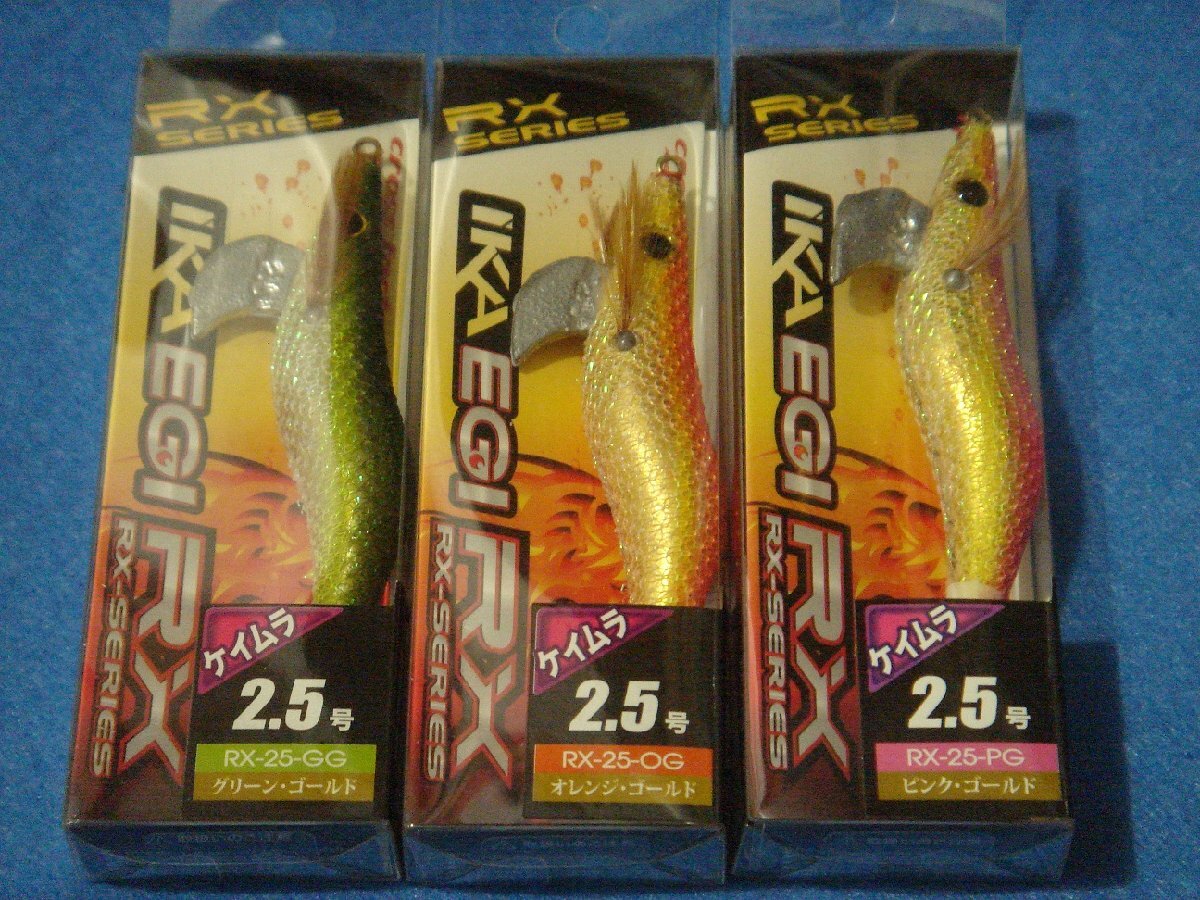 RX
SERIES
IKA EGI RX
RX-SERIES
ケイムラ
2.5号
RX-25-GG
グリーン・ゴールド
RX
SERIES
IKA EGI RX
RX-SERIES
ケイムラ
2.5号
RX-25-OG
オレンジ・ゴールド
RX
SERIES
IKA EGI RX
RX-SERIES
ケイムラ
2.5号
RX-25-PG
ピンク・ゴールド